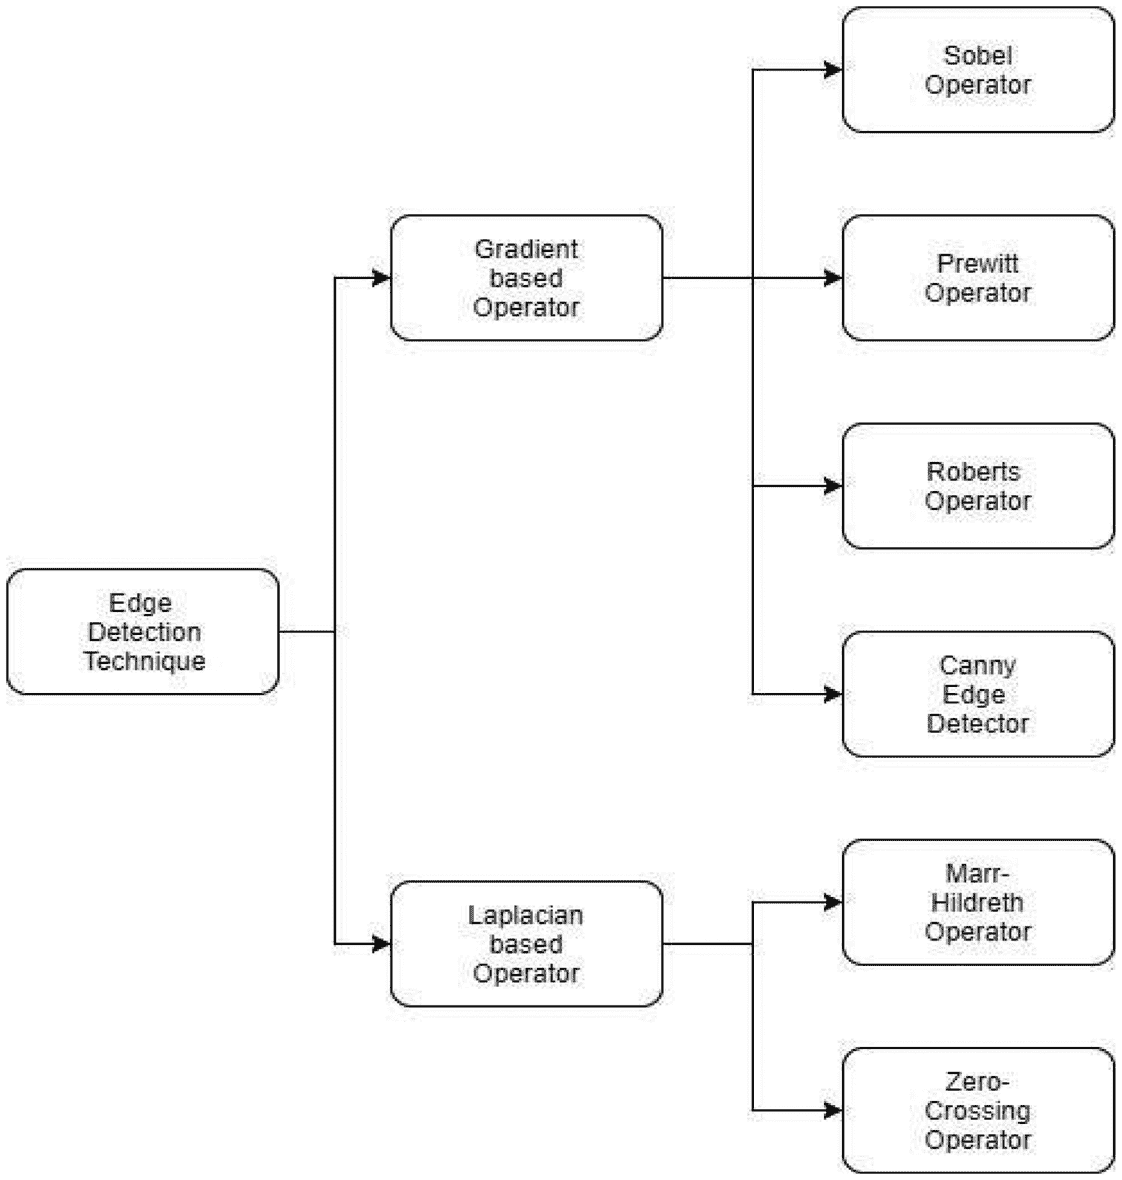 Sobel
Operator
Gradient
based
Operator
Prewitt
Operator
Roberts
Operator
Edge
Detection
Technique
Canny
Edge
Detector
Laplacian
based
Operator
Marr-
Hildreth
Operator
Zero-
Crossing
Operator